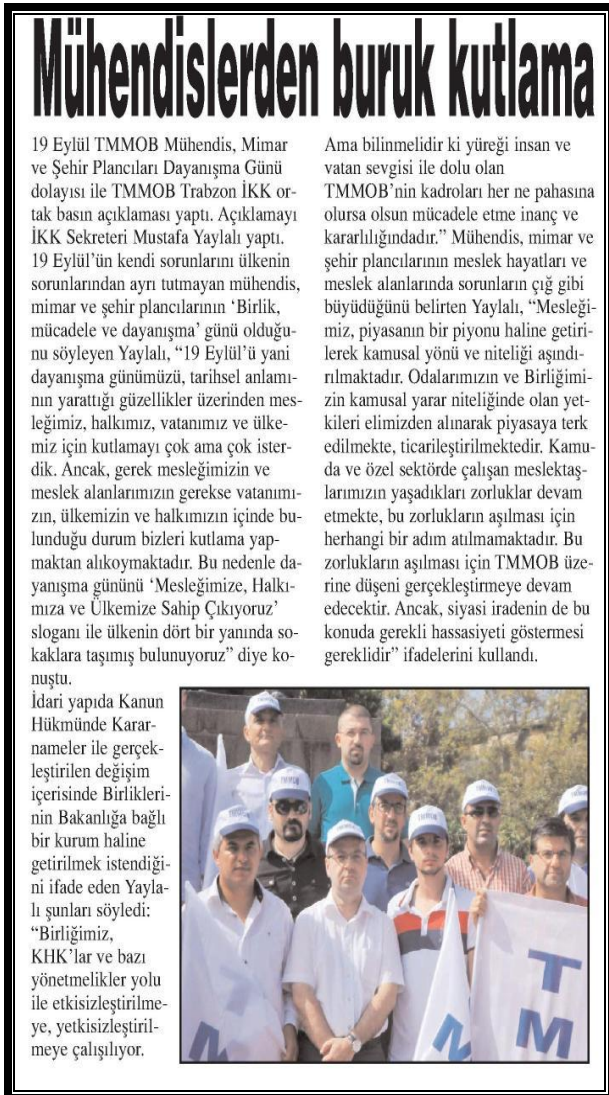 Mühendislerden buruk kutlama
19 Eylül TMMOB Mühendis, Mimar
ve Şehir Plancıları Dayanışma Günü
dolayısı ile TMMOB Trabzon İKK or-
tak basın açıklaması yaptı. Açıklamayı
İKK Sekreteri Mustafa Yaylalı yaptı.
19 Eylül’ün kendi sorunlarını ülkenin
sorunlarından ayrı tutmayan mühendis,
mimar ve şehir plancılarının ‘Birlik,
mücadele ve dayanışma’ günü olduğu-
nu söyleyen Yaylalı, “19 Eylül’ü yani
dayanışma günümüzü, tarihsel anlamı-
nın yarattığı güzellikler üzerinden mes-
leğimiz, halkımız, vatanımız ve ülke-
miz için kutlamayı çok ama çok ister-
dik. Ancak, gerek mesleğimizin ve
meslek alanlarımızın gerekse vatanımı-
zın, ülkemizin ve halkımızın içinde bu-
lunduğu durum bizleri kutlama yap-
maktan alıkoymaktadır. Bu nedenle da-
yanışma gününü ‘Mesleğimize, Halkı-
mıza ve Ülkemize Sahip Çıkıyoruz’
sloganı ile ülkenin dört bir yanında so-
kaklara taşımış bulunuyoruz” diye ko-
nuştu.
İdari yapıda Kanun
Hükmünde Karar-
nameler ile gerçek-
leştirilen değişim
içerisinde Birlikleri-
nin Bakanlığa bağlı
bir kurum haline
getirilmek istendiği-
ni ifade eden Yayla-
lı şunları söyledi:
“Birliğimiz,
KHK’lar ve bazı
yönetmelikler yolu
ile etkisizleştirilme-
ye, yetkisizleştiril-
meye çalışılıyor.
Ama bilinmelidir ki yüreği insan ve
vatan sevgisi ile dolu olan
TMMOB’nin kadroları her ne pahasına
olursa olsun mücadele etme inanç ve
kararlılığındadır.” Mühendis, mimar ve
şehir plancılarının meslek hayatları ve
meslek alanlarında sorunların çığ gibi
büyüdüğünü belirten Yaylalı, “Mesleği-
miz, piyasanın bir piyonu haline getiri-
lerek kamusal yönü ve niteliği aşındı-
rılmaktadır. Odalarımızın ve Birliğimi-
zin kamusal yarar niteliğinde olan yet-
kileri elimizden alınarak piyasaya terk
edilmekte, ticarileştirilmektedir. Kamu-
da ve özel sektörde çalışan meslektaş-
larımızın yaşadıkları zorluklar devam
etmekte, bu zorlukların aşılması için
herhangi bir adım atılmamaktadır. Bu
zorlukların aşılması için TMMOB üze-
rine düşeni gerçekleştirmeye devam
edecektir. Ancak, siyasi iradenin de bu
konuda gerekli hassasiyeti göstermesi
gereklidir” ifadelerini kullandı.
TMMOB
TM
M
TM